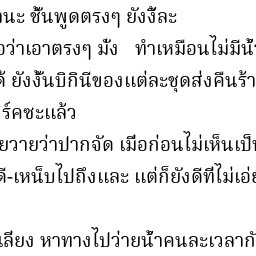 นะ ชั้นพูดตรงๆ ยังงี้ละ
ว่าเอาตรงๆ มั่ง ทำเหมือนไม่มีน้ำ
ยังงั้นบิกินีของแต่ละชุดส่งคืนร้า
ร์คซะแล้ว
ยวายว่าปากจัด เมื่อก่อนไม่เห็นเป็น
ดี-เหน็บไปถึงและ แต่ก็ยังดีที่ไม่เอ่ย
เลียง หาทางไปว่ายน้ำคนละเวลากั